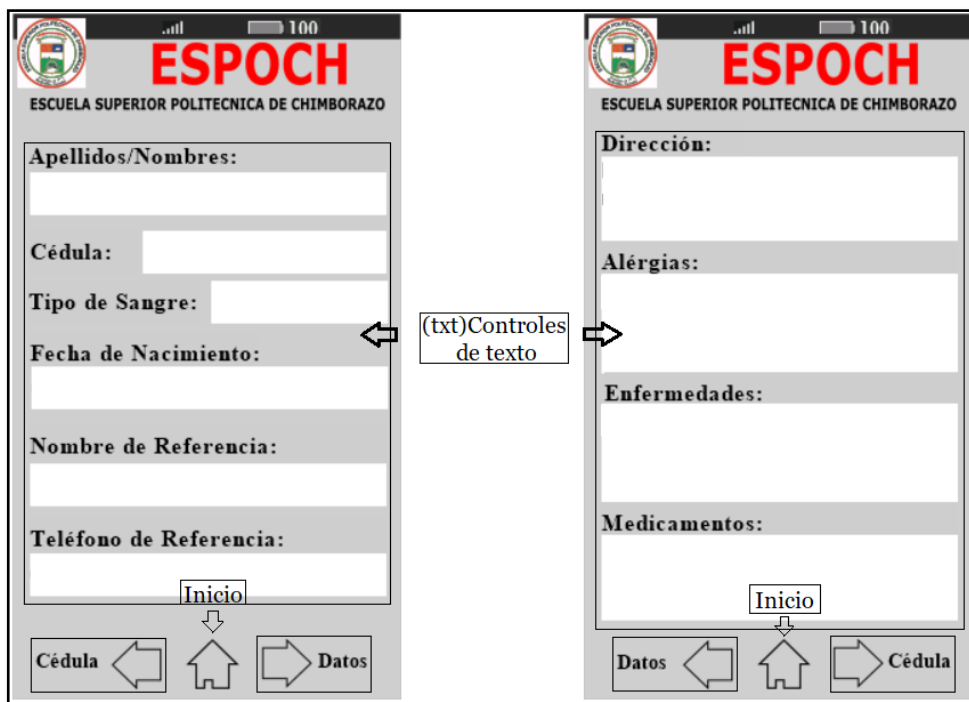 100
ESPOCH
ESCUELA SUPERIOR POLITECNICA DE CHIMBORAZO
Apellidos/Nombres:
Cédula:
Tipo de Sangre:
Fecha de Nacimiento:
Nombre de Referencia:
Teléfono de Referencia:
Inicio
Cédula
Datos
(txt)Controles
de texto
100
ESPOCH
ESCUELA SUPERIOR POLITECNICA DE CHIMBORAZO
Dirección:
Alérgias:
Enfermedades:
Medicamentos:
Inicio
Datos
Cédula